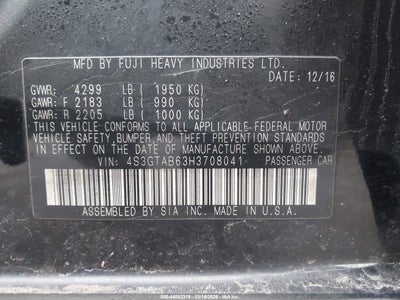 MFD BY FUJI HEAVY INDUSTRIES LTD.
DATE: 12/16
GVWR: 4299 LB ( 1950 KG)
GAWR: F 2183 LB ( 990 KG)
GAWR: R 2205 LB ( 1000 KG)
THIS VEHICLE CONFORMS TO ALL APPLICABLE FEDERAL MOTOR
VEHICLE SAFETY, BUMPER, AND THEFT PREVENTION STANDARDS
IN EFFECT ON THE DATE OF MANUFACTURE SHOWN ABOVE.
VIN: 4S3GTAB63H3708041 PASSENGER CAR
ASSEMBLED BY SIA INC. MADE IN U.S.A.